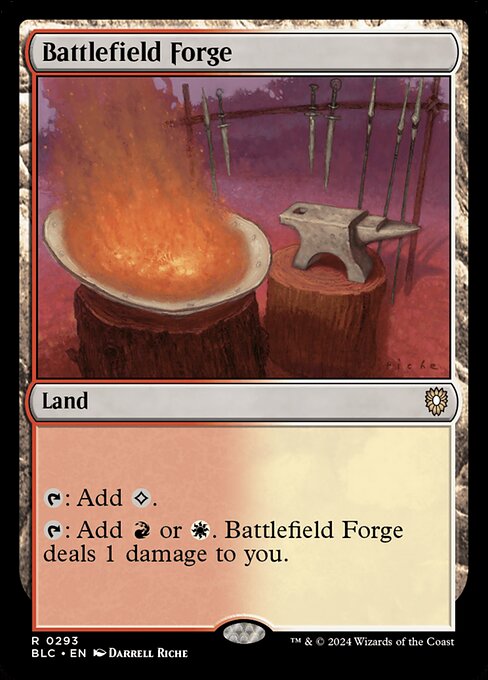 Battlefield Forge
Riche
Land
: Add .
: Add or . Battlefield Forge
deals 1 damage to you.
R 0293
BLC • EN Darrell Riche
™ & © 2024 Wizards of the Coast